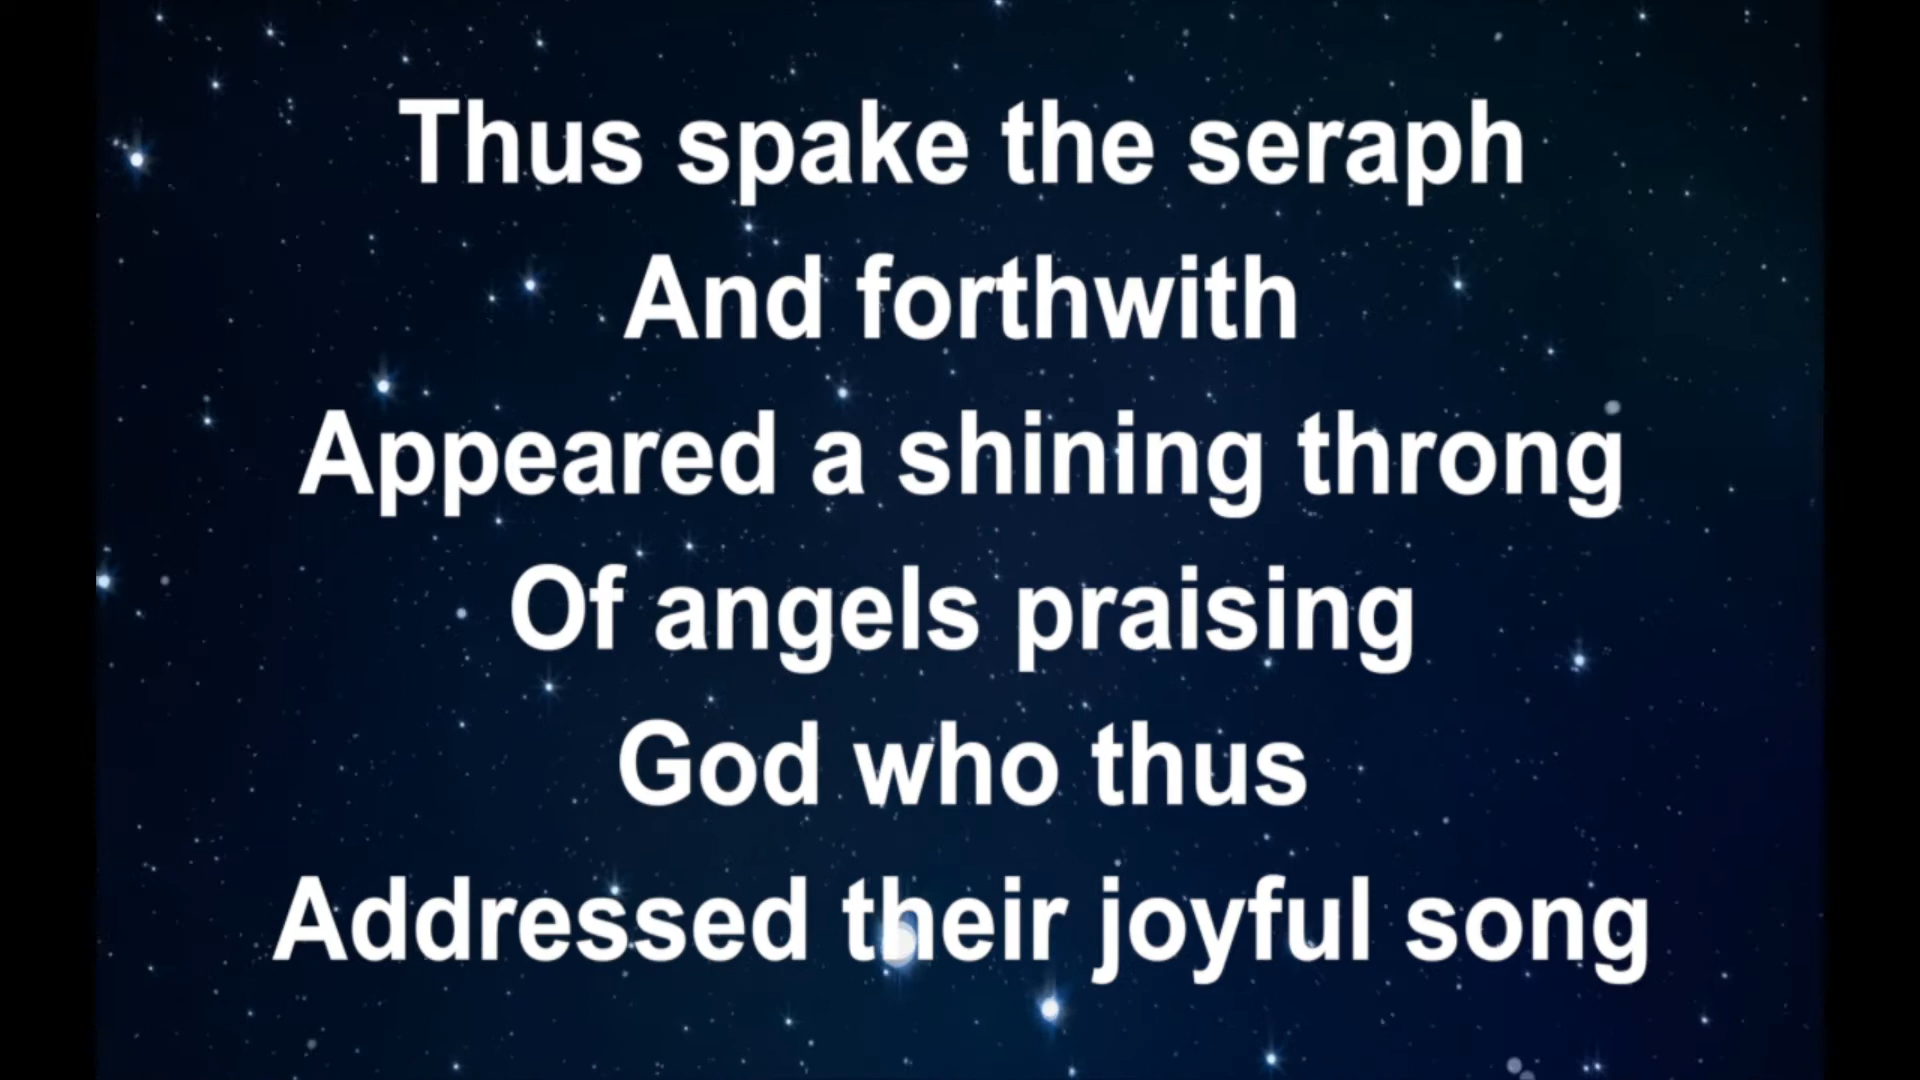 Thus spake the seraph
And forthwith
Appeared a shining throng
Of angels praising
God who thus
Addressed their joyful song